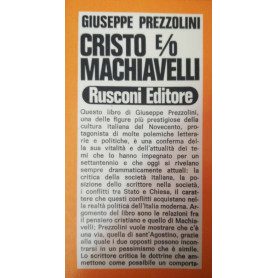 GIUSEPPE PREZZOLINI
CRISTO E/O
MACHIAVELLI
Rusconi Editore
Questo libro di Giuseppe Prezzolini,
una delle figure più prestigiose della
cultura italiana del Novecento, pro-
tagonista di molte polemiche lettera-
rie e politiche, è una conferma del-
la sua vitalità e dell'attualità dei te-
mi che lo hanno impegnato per un
settantennio e che oggi si rivelano
sempre drammaticamente attuali: la
critica della società italiana, la po-
sizione dello scrittore nella società,
i conflitti tra Stato e Chiesa, il carat-
tere che questi conflitti acquistano nel-
la realtà politica dell'Italia moderna. Ar-
gomento del libro sono le relazioni fra
il pensiero cristiano e quello di Machia-
velli; Prezzolini vuole mostrare che c'è
una via, quella di sant'Agostino, grazie
alla quale i due opposti possono incon-
trarsi in un pessimismo che è simile.
Lo scrittore critica le dottrine che am-
mettono come possibile un comporta-